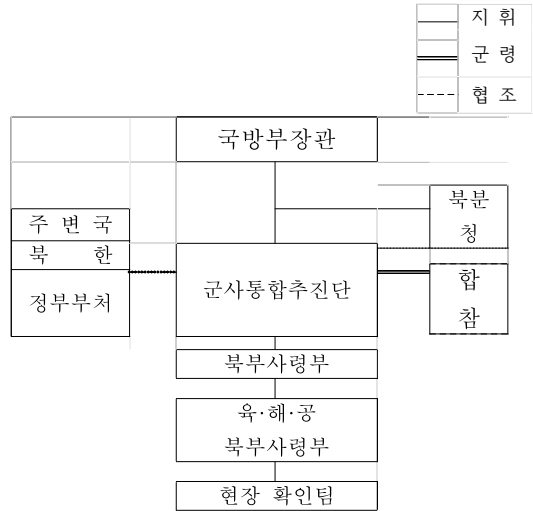 지 휘
군 령
협 조
국방부장관
북분
청
주 변 국
북 한
정부부처
군사통합추진단
합
참
북부사령부
육·해·공
북부사령부
현장 확인팀